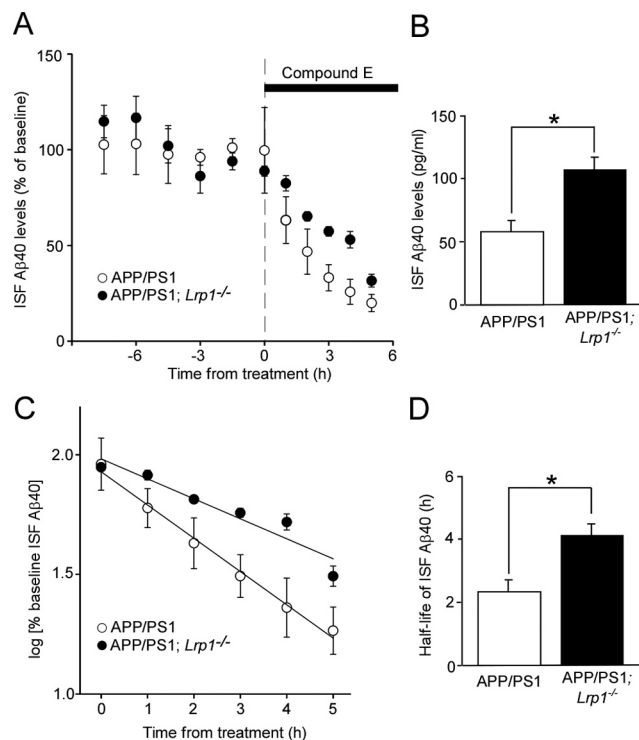 A
ISF Aβ40 levels (% of baseline)
150
100
50
0
Compound E
APP/PS1
APP/PS1; Lrp1-/-
-6
-3
0
3
6
Time from treatment (h)
B
ISF Aβ40 levels (pg/ml)
150
100
50
0
*
APP/PS1
APP/PS1;
Lrp1-/-
C
log [% baseline ISF Aβ40]
2.0
1.5
1.0
APP/PS1
APP/PS1; Lrp1-/-
0
1
2
3
4
5
Time from treatment (h)
D
Half-life of ISF Aβ40 (h)
6
4
2
0
*
APP/PS1
APP/PS1;
Lrp1-/-